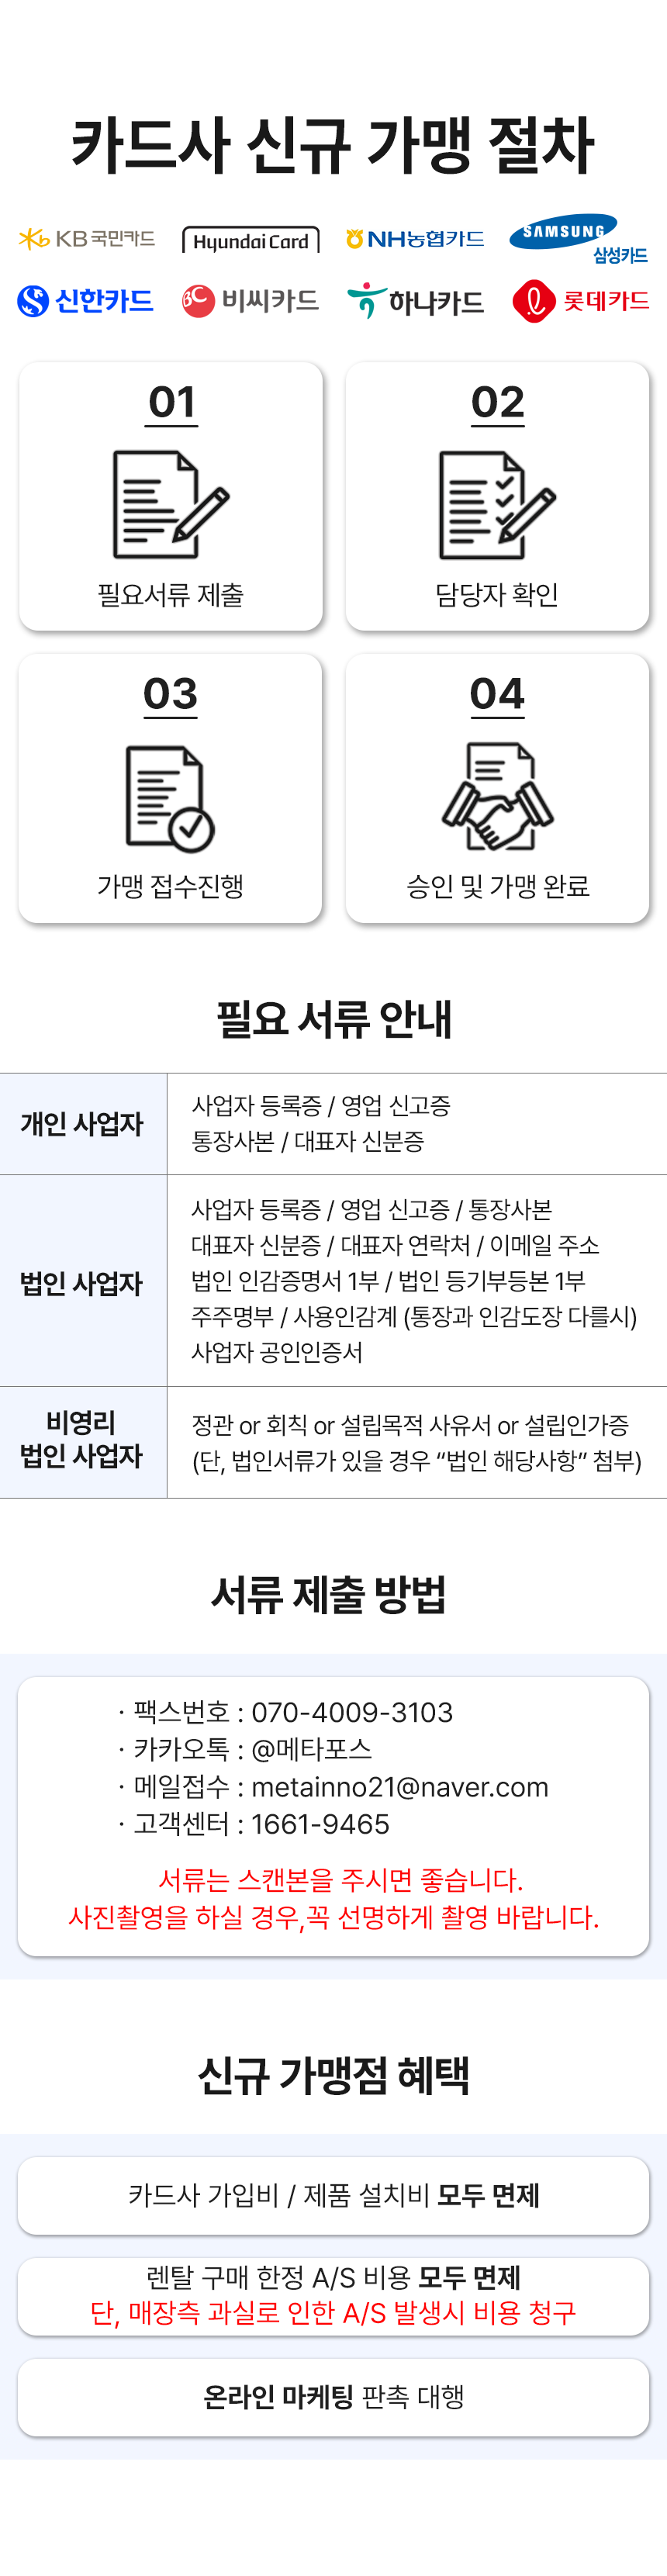 카드사 신규 가맹 절차
KB국민카드
Hyundai Card
NH농협카드
SAMSUNG
삼성카드
신한카드
BC 비씨카드
하나카드
롯데카드
01
필요서류 제출
02
담당자 확인
03
가맹 접수진행
04
승인 및 가맹 완료
필요 서류 안내
개인 사업자
사업자 등록증 / 영업 신고증
통장사본 / 대표자 신분증
법인 사업자
사업자 등록증 / 영업 신고증 / 통장사본
대표자 신분증 / 대표자 연락처 / 이메일 주소
법인 인감증명서 1부 / 법인 등기부등본 1부
주주명부 / 사용인감계 (통장과 인감도장 다를시)
사업자 공인인증서
비영리
법인 사업자
정관 or 회칙 or 설립목적 사유서 or 설립인가증
(단, 법인서류가 있을 경우 “법인 해당사항” 첨부)
서류 제출 방법
· 팩스번호 : 070-4009-3103
· 카카오톡 : @메타포스
· 메일접수 : metainno21@naver.com
· 고객센터 : 1661-9465
서류는 스캔본을 주시면 좋습니다.
사진촬영을 하실 경우,꼭 선명하게 촬영 바랍니다.
신규 가맹점 혜택
카드사 가입비 / 제품 설치비 모두 면제
렌탈 구매 한정 A/S 비용 모두 면제
단, 매장측 과실로 인한 A/S 발생시 비용 청구
온라인 마케팅 판촉 대행